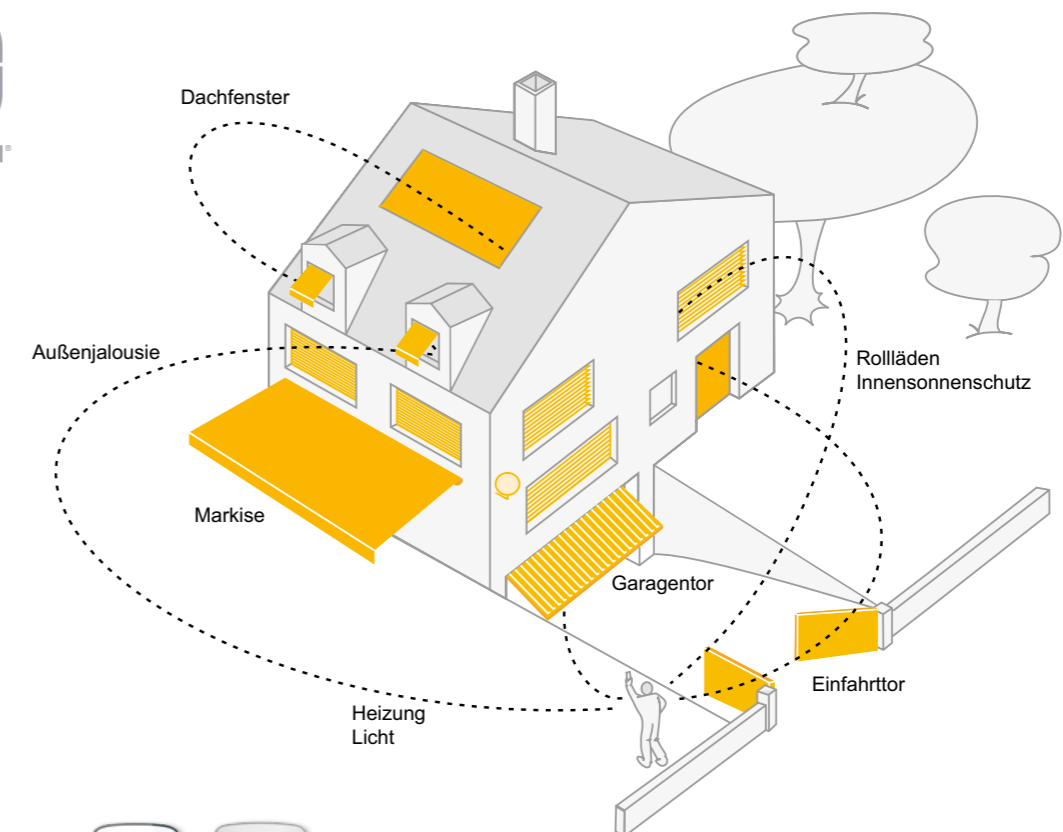 Dachfenster
Außenjalousie
Rollläden
Innensonnenschutz
Markise
Garagentor
Einfahrttor
Heizung
Licht